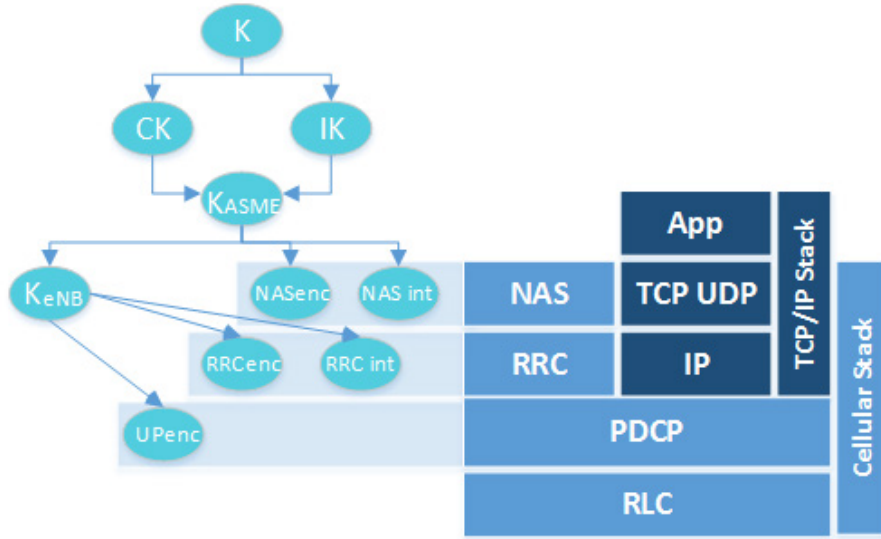 K
CK
IK
KASME
KeNB
NASenc
NAS int
RRCenc
RRC int
UPenc
App
NAS
TCP UDP
RRC
IP
PDCP
RLC
TCP/IP Stack
Cellular Stack